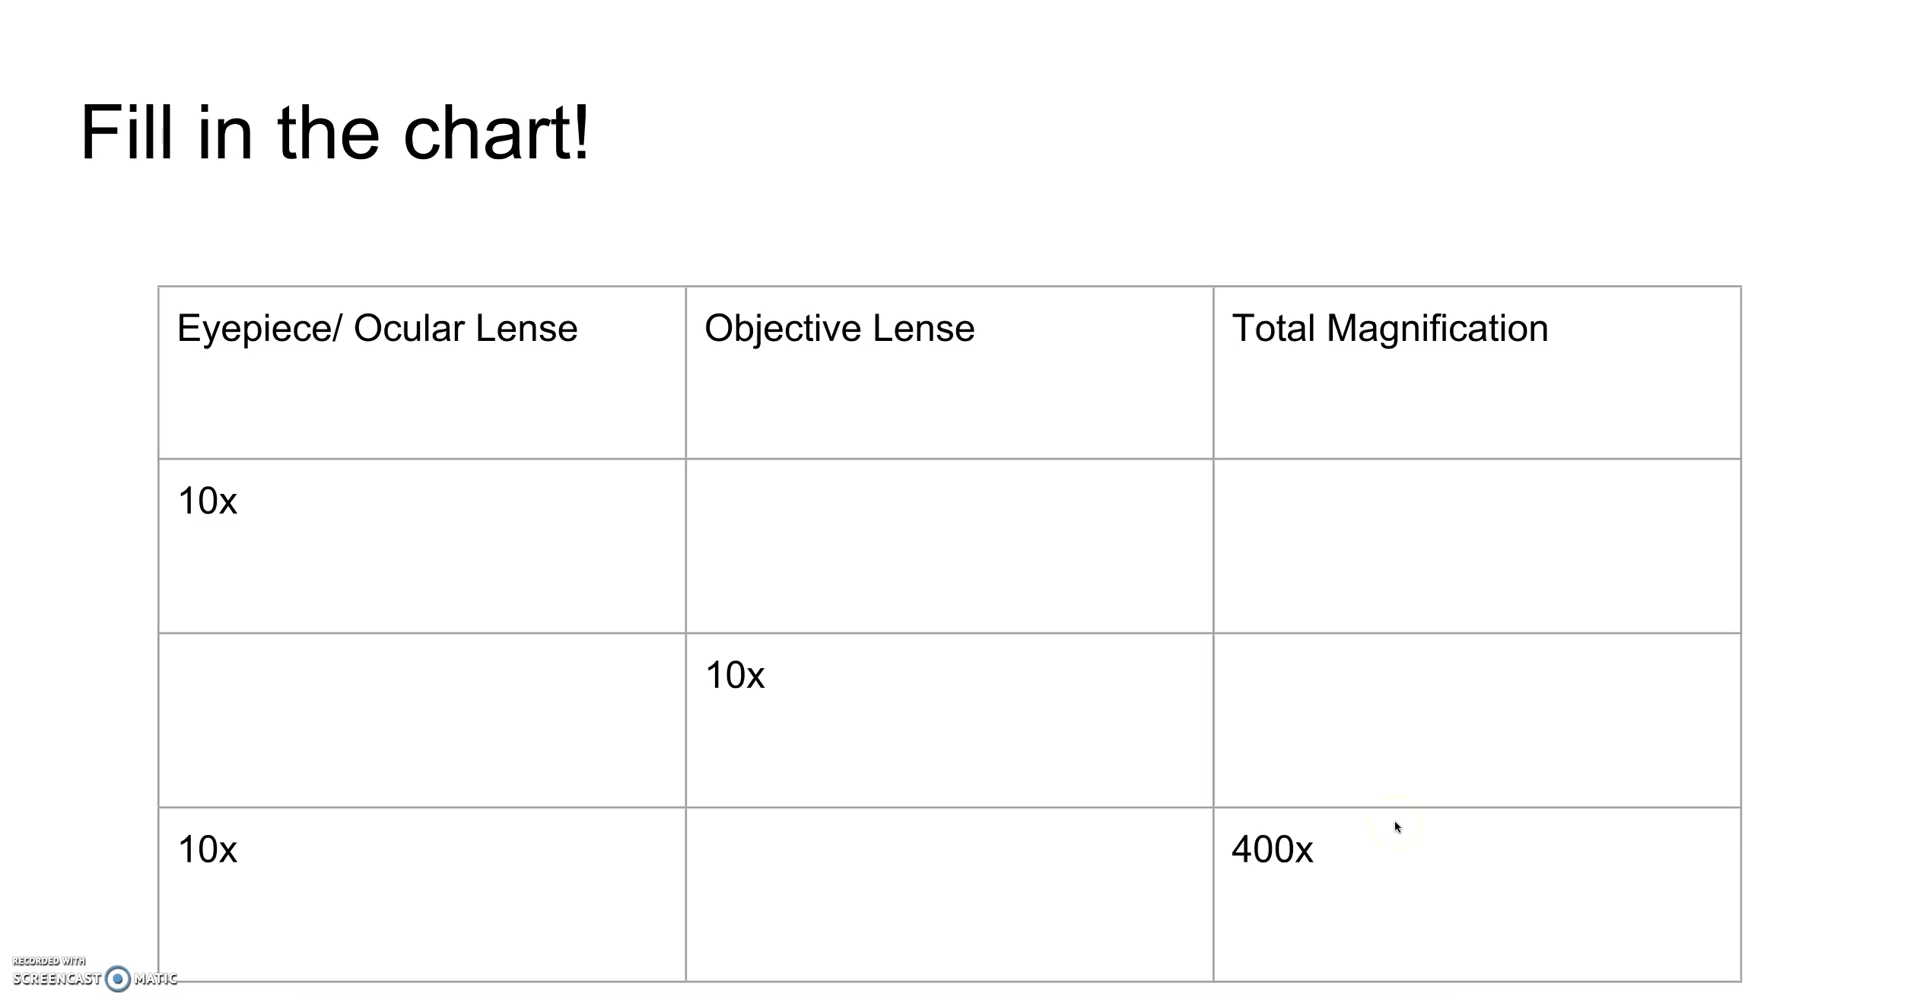 Fill in the chart!
Eyepiece/ Ocular Lense
Objective Lense
Total Magnification
10x
10x
10x
400x
RECORDED WITH
SCREENCAST MATIC